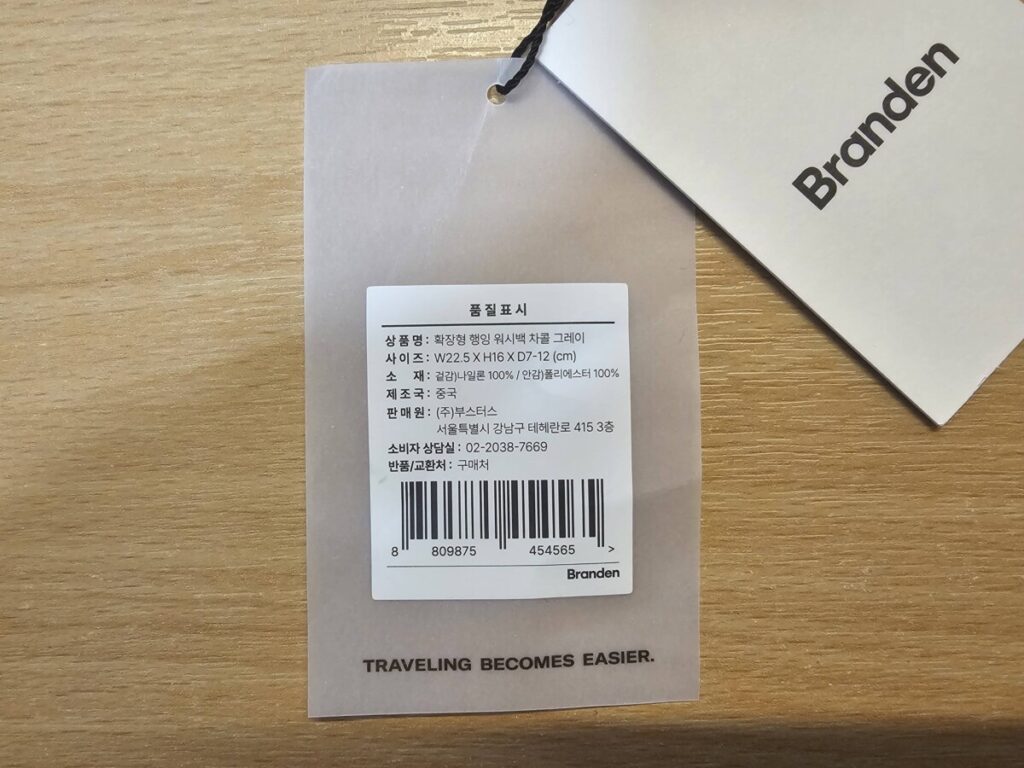 Branden
품질표시
상품명 : 확장형 행잉 워시백 차콜 그레이
사이즈 : W22.5 X H16 X D7-12 (cm)
소 재 : 겉감)나일론 100% / 안감)폴리에스터 100%
제조국 : 중국
판매원 : (주)부스터스
서울특별시 강남구 테헤란로 415 3층
소비자 상담실 : 02-2038-7669
반품/교환처 : 구매처
8 809875 454565 >
Branden
TRAVELING BECOMES EASIER.